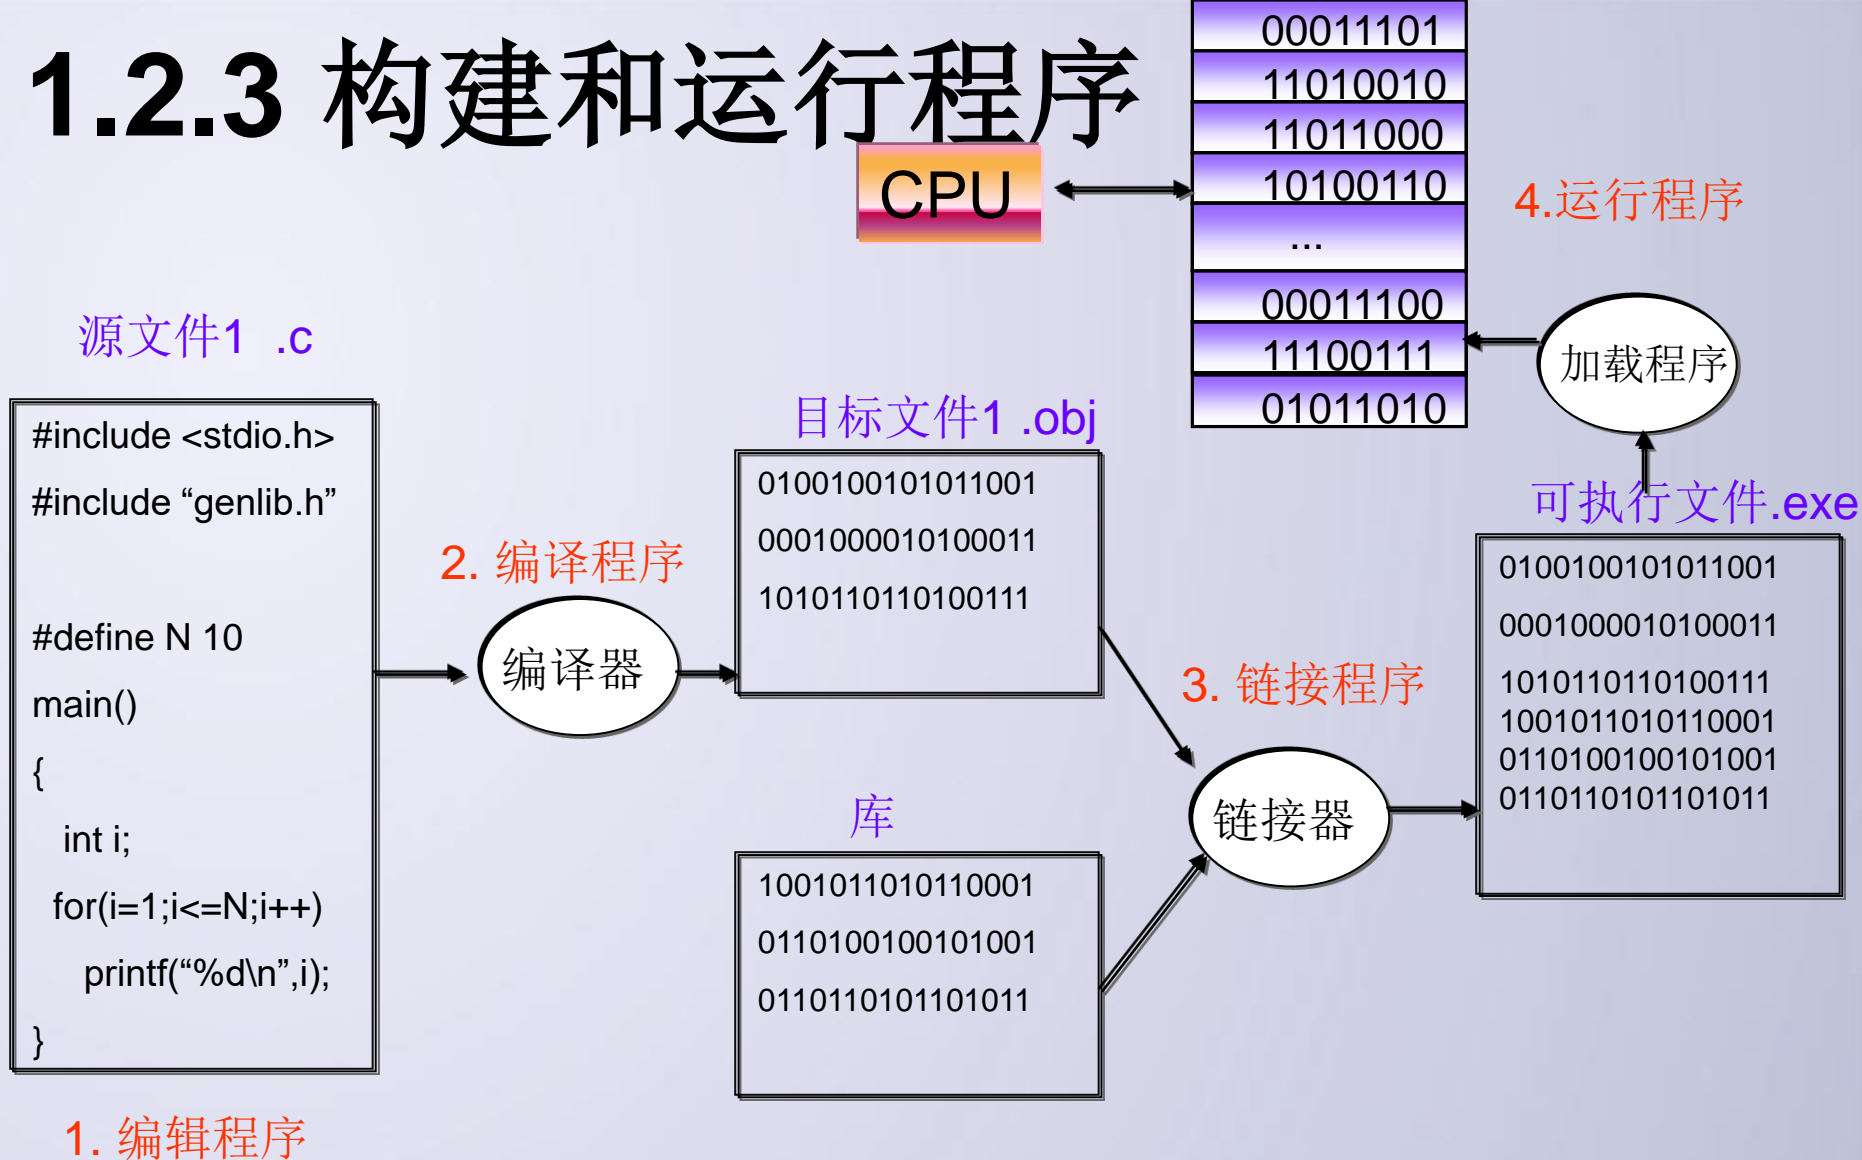 1.2.3 构建和运行程序
CPU
00011101
11010010
11011000
10100110
...
00011100
11100111
01011010
4.运行程序
加载程序
源文件1 .c
#include <stdio.h>
#include “genlib.h”
#define N 10
main()
{
int i;
for(i=1;i<=N;i++)
printf(“%d\n”,i);
}
1. 编辑程序
2. 编译程序
编译器
目标文件1 .obj
0100100101011001
0001000010100011
1010110110100111
库
1001011010110001
0110100100101001
0110110101101011
3. 链接程序
链接器
可执行文件.exe
0100100101011001
0001000010100011
1010110110100111
1001011010110001
0110100100101001
0110110101101011